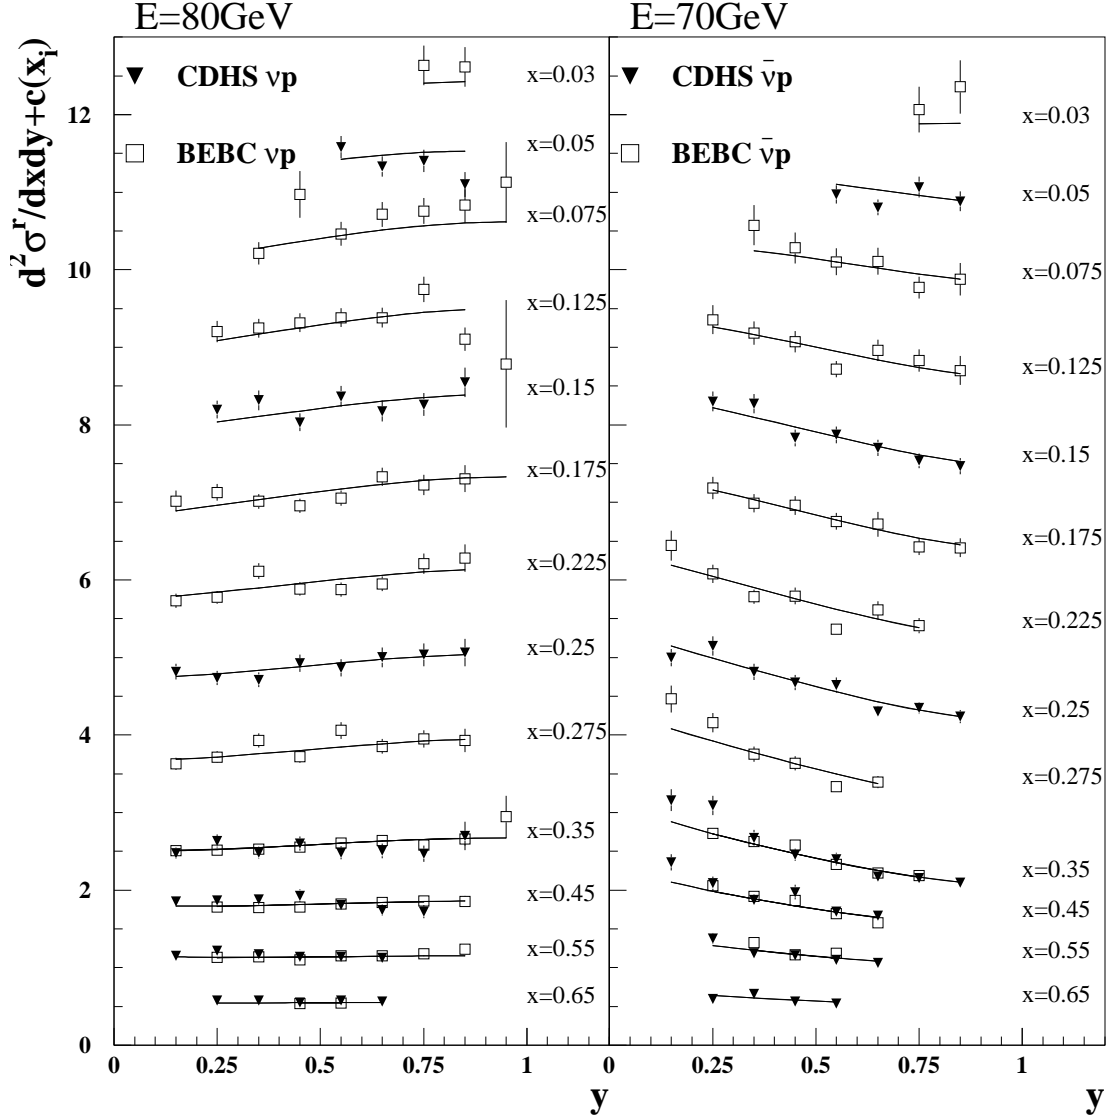 E=80GeV
E=70GeV
d²σʳ/dxdy+c(xᵢ)
▼ CDHS νp
□ BEBC νp
x=0.03
x=0.05
x=0.075
x=0.125
x=0.15
x=0.175
x=0.225
x=0.25
x=0.275
x=0.35
x=0.45
x=0.55
x=0.65
▼ CDHS ν̄p
□ BEBC ν̄p
x=0.03
x=0.05
x=0.075
x=0.125
x=0.15
x=0.175
x=0.225
x=0.25
x=0.275
x=0.35
x=0.45
x=0.55
x=0.65
12
10
8
6
4
2
0
0 0.25 0.5 0.75 1
0 0.25 0.5 0.75 1
y
y